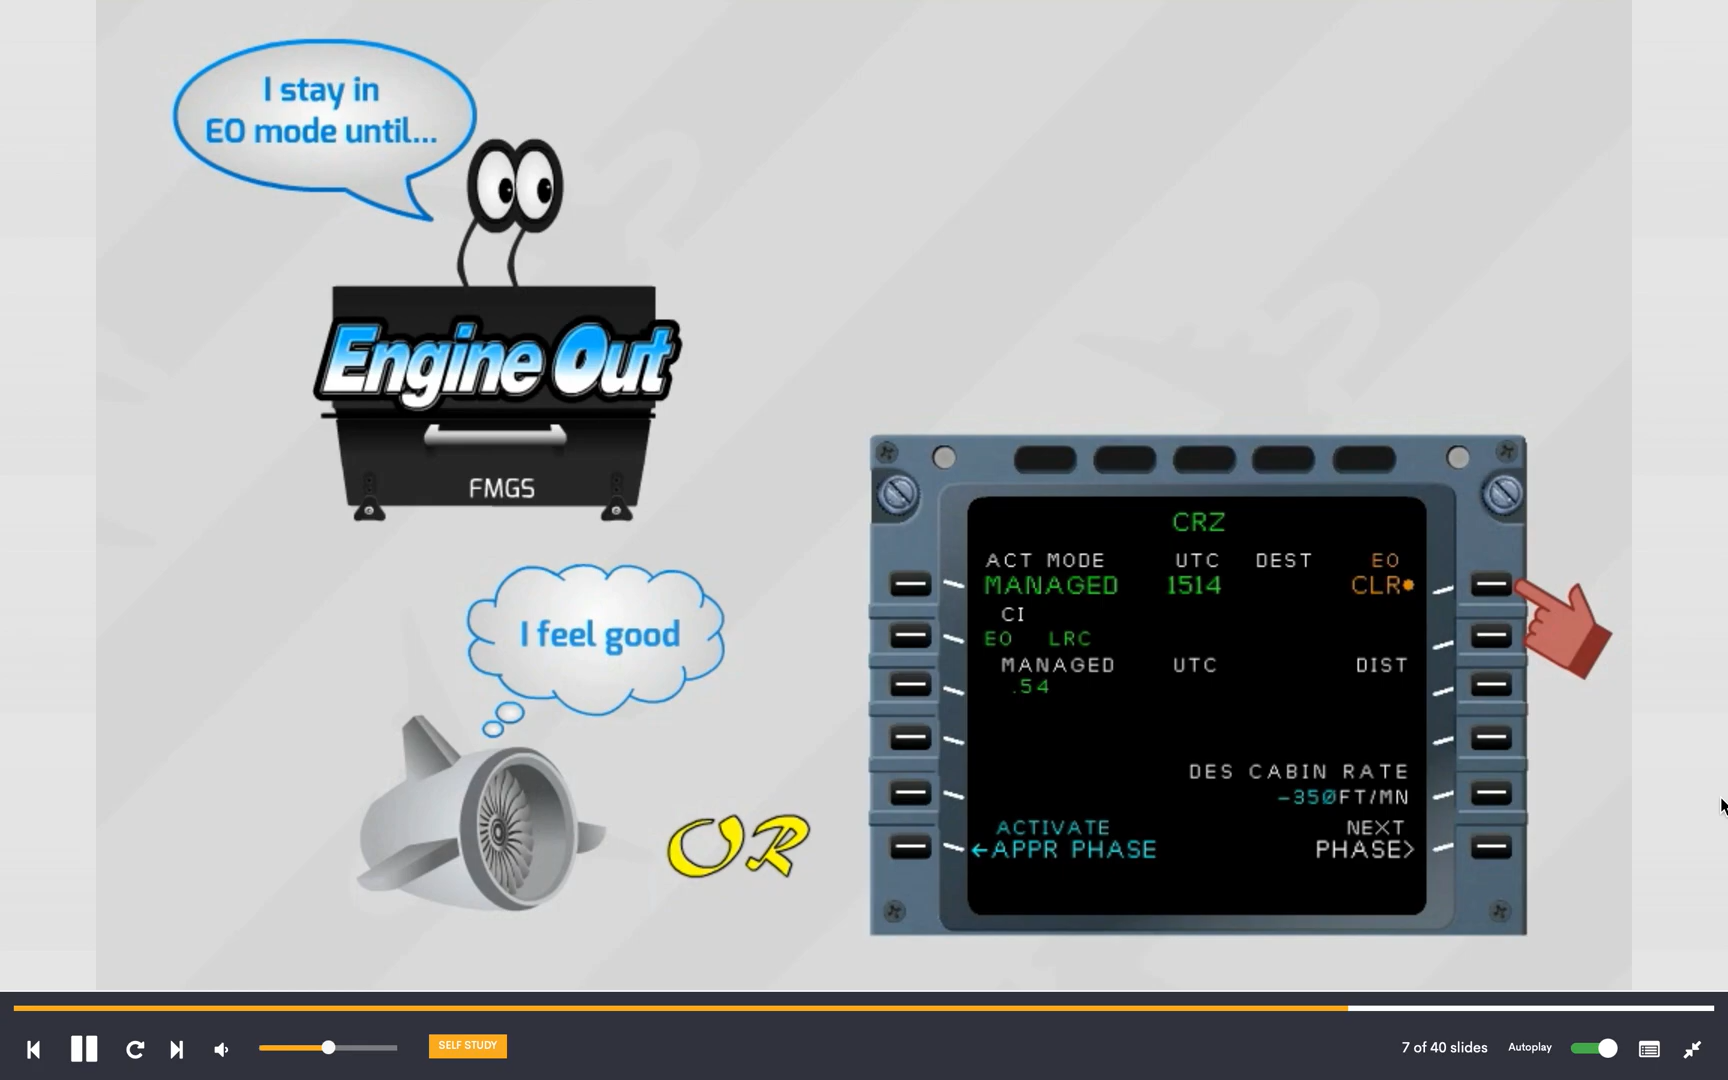 I stay in
EO mode until...
Engine Out
FMGS
I feel good
OR
CRZ
ACT MODE UTC DEST EO
MANAGED 1514 CLR*
CI
EO LRC
MANAGED UTC DIST
.54
DES CABIN RATE
-350FT/MN
ACTIVATE NEXT
←APPR PHASE PHASE>
SELF STUDY
7 of 40 slides Autoplay